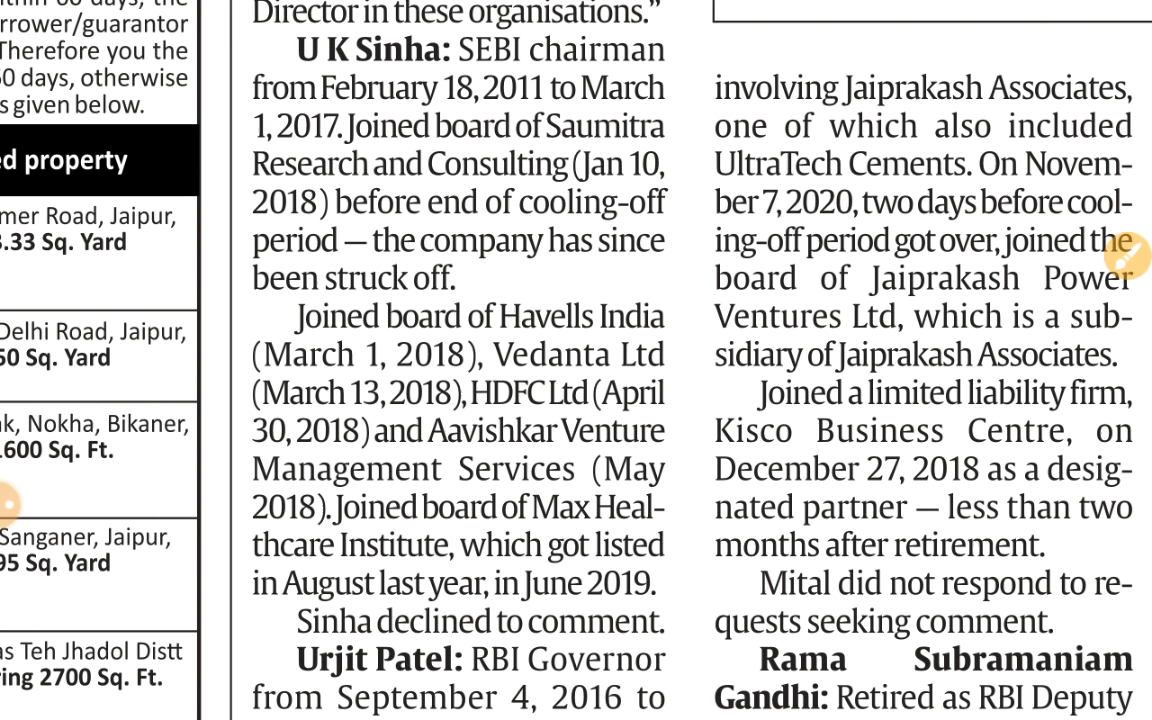 ithin 60 days, the
rrower/guarantor
Therefore you the
60 days, otherwise
s given below.
ed property
mer Road, Jaipur,
3.33 Sq. Yard
Delhi Road, Jaipur,
50 Sq. Yard
ak, Nokha, Bikaner,
1600 Sq. Ft.
Sanganer, Jaipur,
95 Sq. Yard
as Teh Jhadol Distt
ring 2700 Sq. Ft.
Director in these organisations.”
U K Sinha: SEBI chairman
from February 18, 2011 to March
1, 2017. Joined board of Saumitra
Research and Consulting (Jan 10,
2018) before end of cooling-off
period — the company has since
been struck off.
Joined board of Havells India
(March 1, 2018), Vedanta Ltd
(March 13, 2018), HDFC Ltd (April
30, 2018) and Aavishkar Venture
Management Services (May
2018). Joined board of Max Heal-
thcare Institute, which got listed
in August last year, in June 2019.
Sinha declined to comment.
Urjit Patel: RBI Governor
from September 4, 2016 to
involving Jaiprakash Associates,
one of which also included
UltraTech Cements. On Novem-
ber 7, 2020, two days before cool-
ing-off period got over, joined the
board of Jaiprakash Power
Ventures Ltd, which is a sub-
sidiary of Jaiprakash Associates.
Joined a limited liability firm,
Kisco Business Centre, on
December 27, 2018 as a desig-
nated partner — less than two
months after retirement.
Mital did not respond to re-
quests seeking comment.
Rama Subramaniam
Gandhi: Retired as RBI Deputy